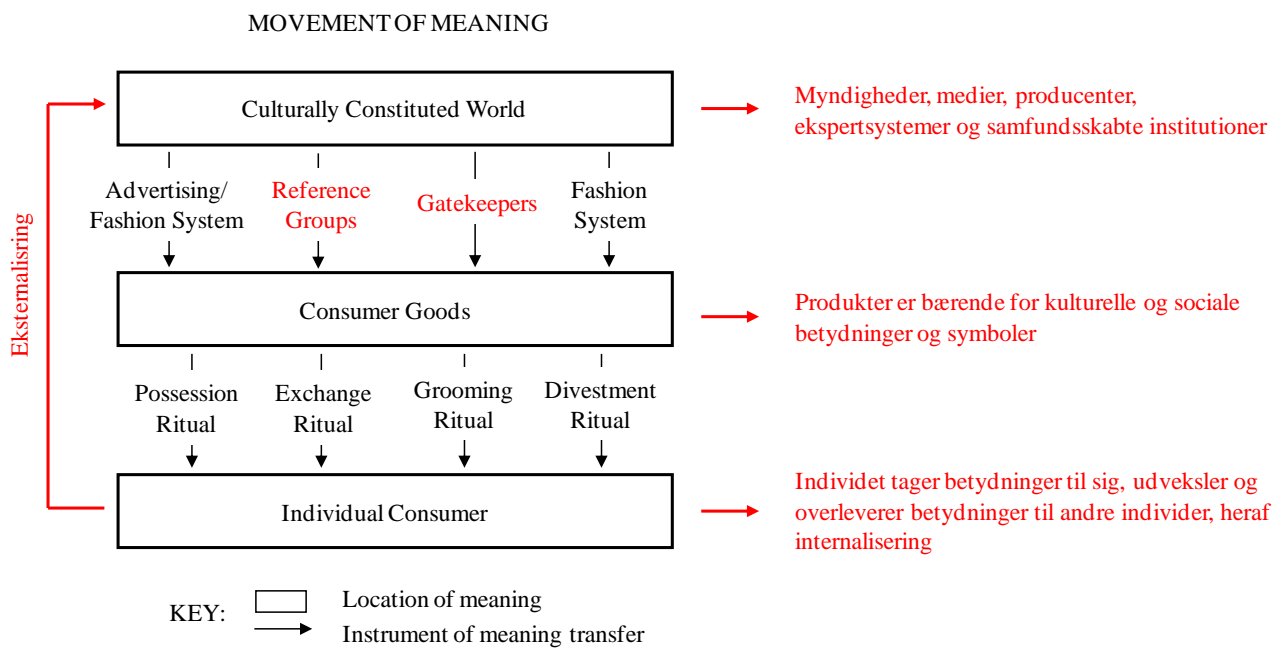 MOVEMENT OF MEANING
Culturally Constituted World
Myndigheder, medier, producenter,
ekspertsystemer og samfundsskabte institutioner
Advertising/
Fashion System
Reference
Groups
Gatekeepers
Fashion
System
Eksternalisring
Consumer Goods
Produkter er bærende for kulturelle og sociale
betydninger og symboler
Possession
Ritual
Exchange
Ritual
Grooming
Ritual
Divestment
Ritual
Individual Consumer
Individet tager betydninger til sig, udveksler og
overleverer betydninger til andre individer, heraf
internalisering
KEY:
Location of meaning
Instrument of meaning transfer